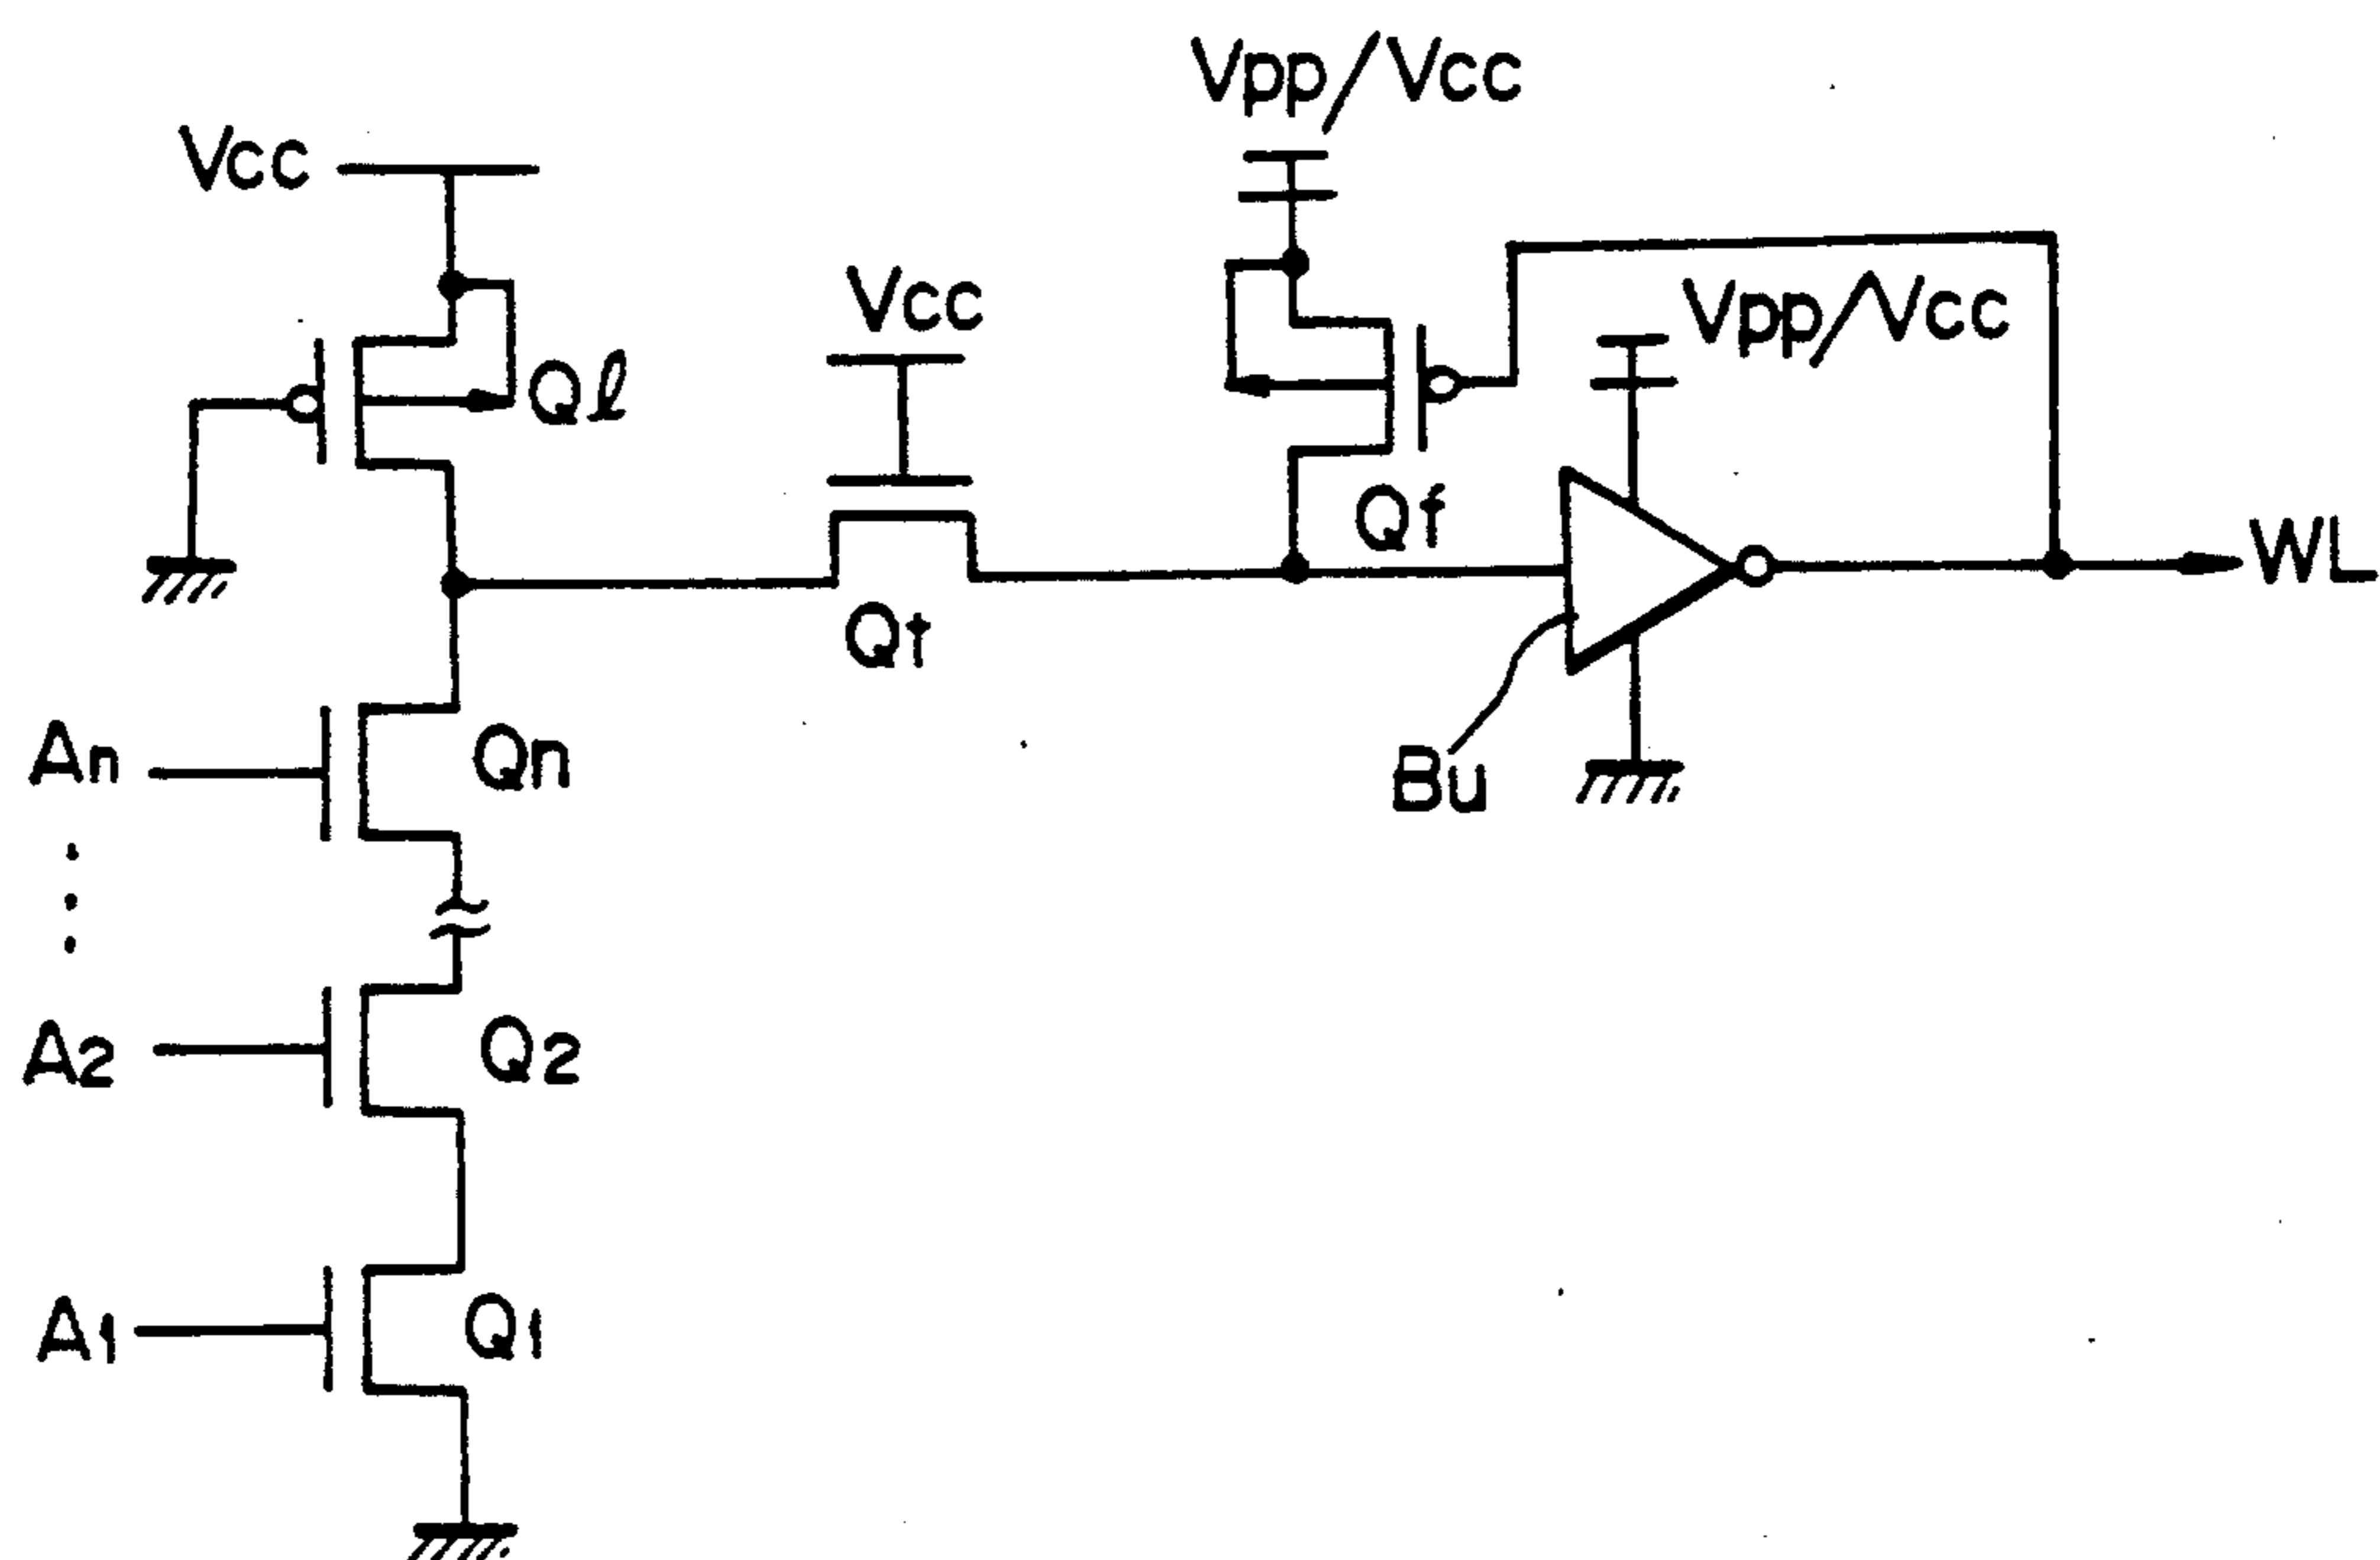 Vpp/Vcc
Vcc
Vcc
Vpp/Vcc
Ql
Qf
WL
Qt
An
Qn
Bu
A2
Q2
A1
Q1